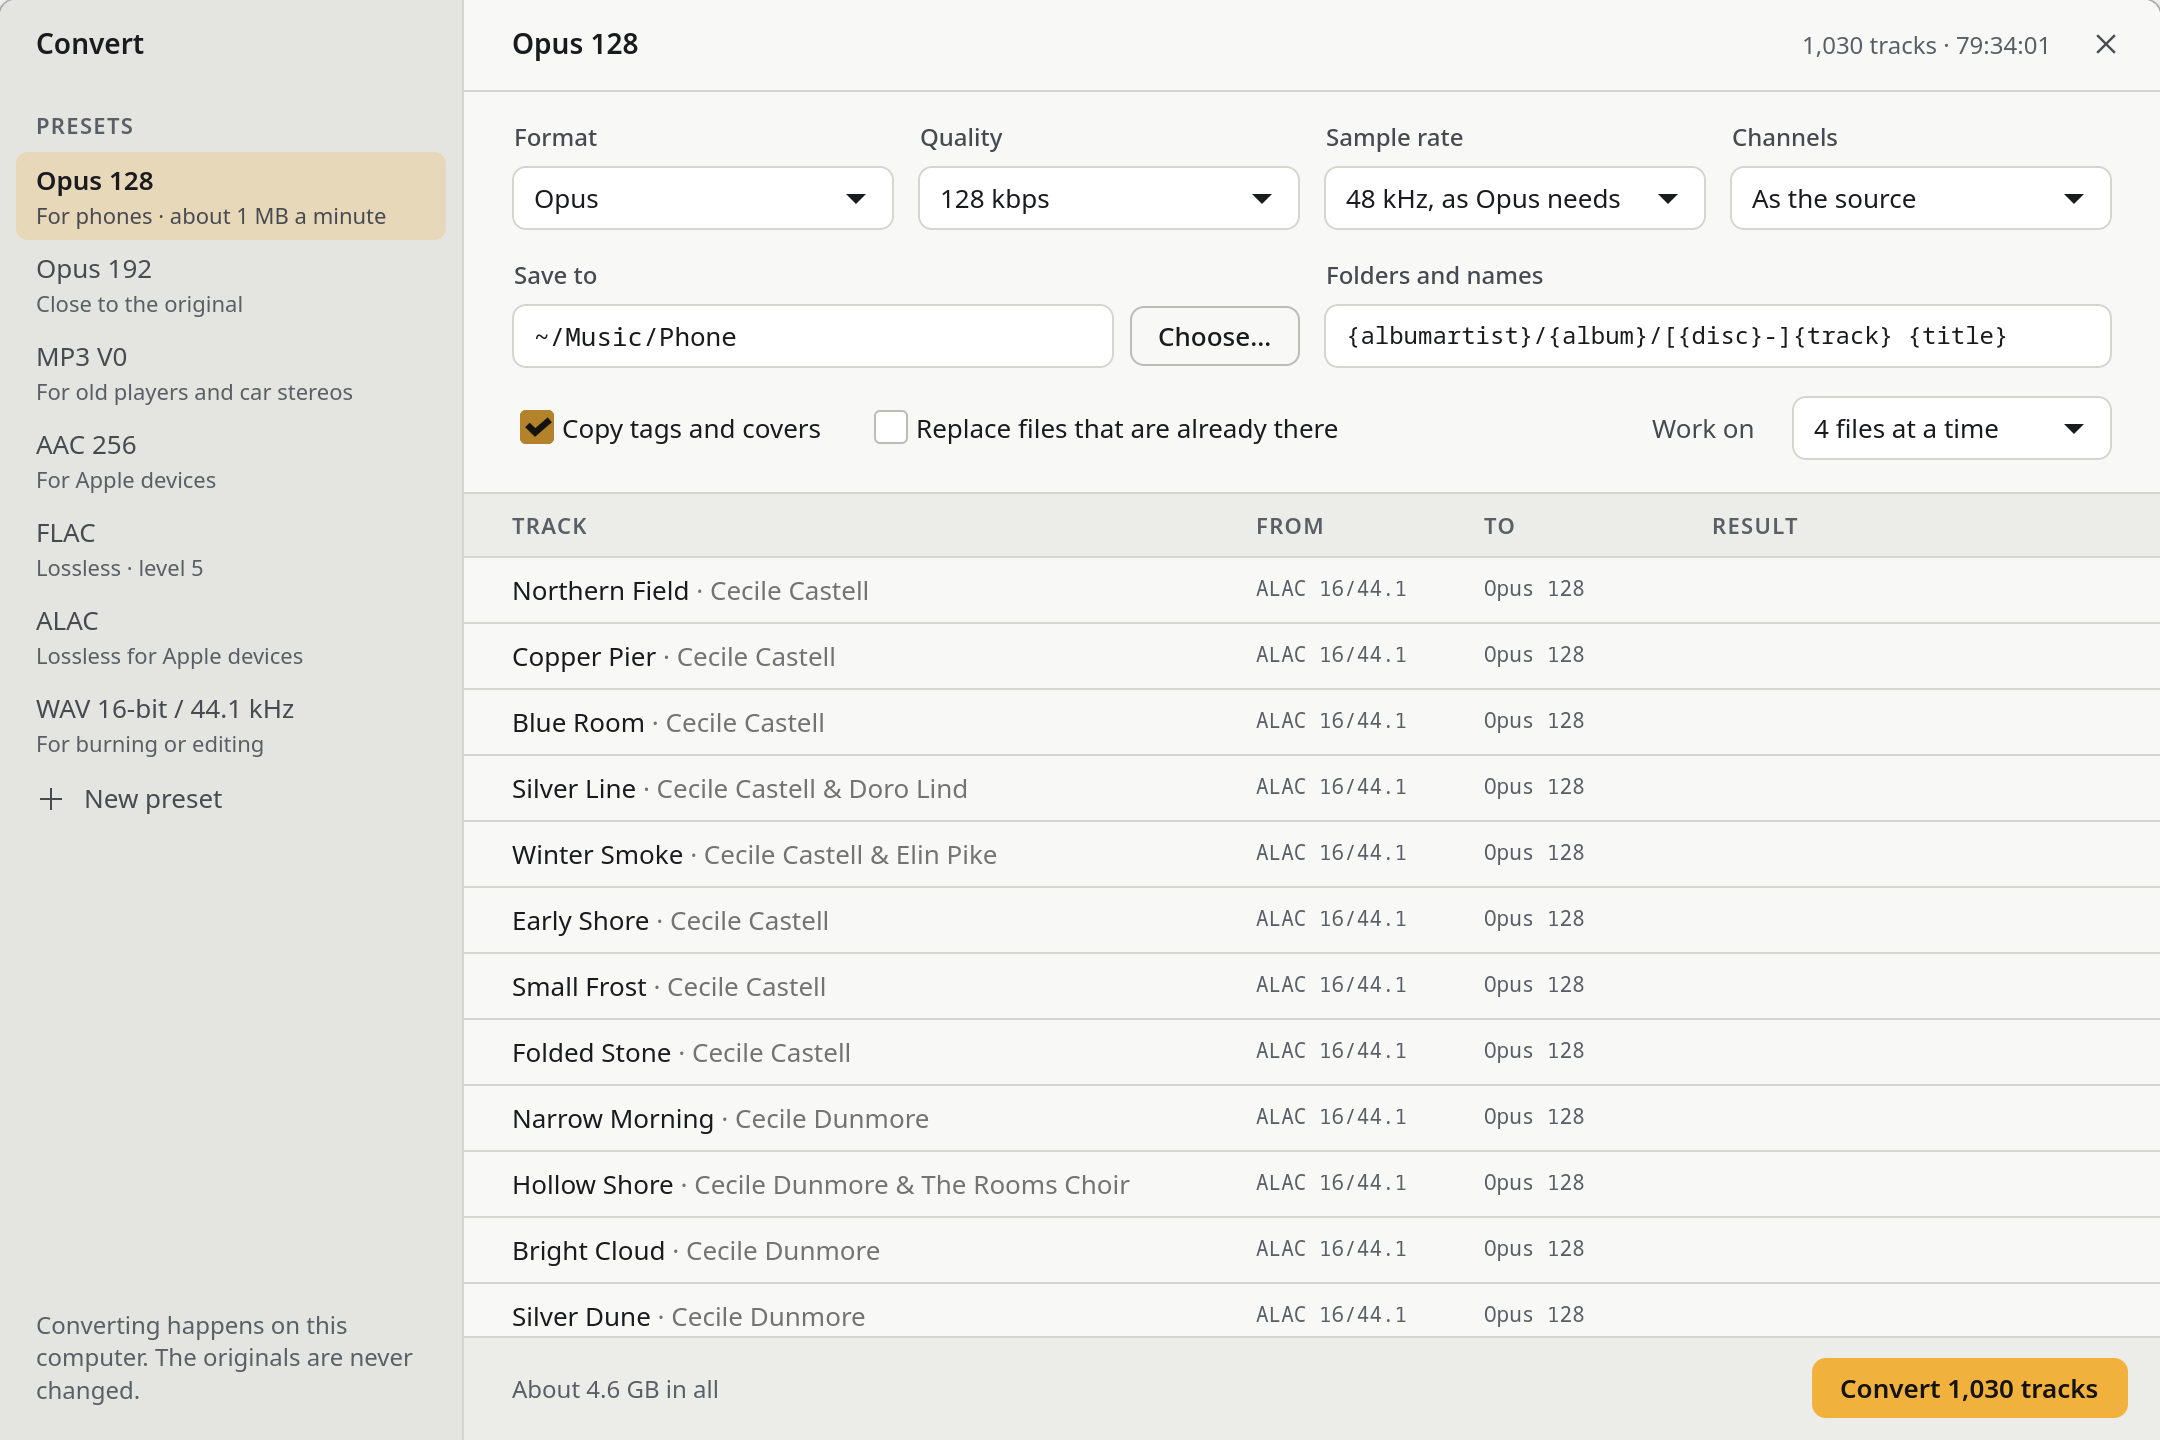 Convert
PRESETS
Opus 128
For phones · about 1 MB a minute
Opus 192
Close to the original
MP3 V0
For old players and car stereos
AAC 256
For Apple devices
FLAC
Lossless · level 5
ALAC
Lossless for Apple devices
WAV 16-bit / 44.1 kHz
For burning or editing
New preset
Converting happens on this
computer. The originals are never
changed.
Opus 128
1,030 tracks · 79:34:01
Format
Quality
Sample rate
Channels
Opus
128 kbps
48 kHz, as Opus needs
As the source
Save to
Folders and names
~/Music/Phone
Choose...
{albumartist}/{album}/[{disc}-]{track} {title}
Copy tags and covers
Replace files that are already there
Work on
4 files at a time
TRACK FROM TO RESULT
Northern Field · Cecile Castell ALAC 16/44.1 Opus 128
Copper Pier · Cecile Castell ALAC 16/44.1 Opus 128
Blue Room · Cecile Castell ALAC 16/44.1 Opus 128
Silver Line · Cecile Castell & Doro Lind ALAC 16/44.1 Opus 128
Winter Smoke · Cecile Castell & Elin Pike ALAC 16/44.1 Opus 128
Early Shore · Cecile Castell ALAC 16/44.1 Opus 128
Small Frost · Cecile Castell ALAC 16/44.1 Opus 128
Folded Stone · Cecile Castell ALAC 16/44.1 Opus 128
Narrow Morning · Cecile Dunmore ALAC 16/44.1 Opus 128
Hollow Shore · Cecile Dunmore & The Rooms Choir ALAC 16/44.1 Opus 128
Bright Cloud · Cecile Dunmore ALAC 16/44.1 Opus 128
Silver Dune · Cecile Dunmore ALAC 16/44.1 Opus 128
About 4.6 GB in all
Convert 1,030 tracks